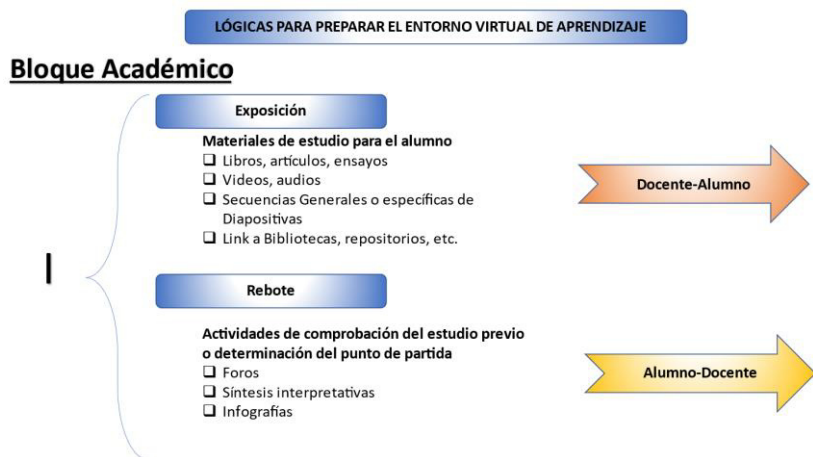 LÓGICAS PARA PREPARAR EL ENTORNO VIRTUAL DE APRENDIZAJE
Bloque Académico
I
Exposición
Materiales de estudio para el alumno
❑ Libros, artículos, ensayos
❑ Videos, audios
❑ Secuencias Generales o específicas de
Diapositivas
❑ Link a Bibliotecas, repositorios, etc.
Docente-Alumno
Rebote
Actividades de comprobación del estudio previo
o determinación del punto de partida
❑ Foros
❑ Síntesis interpretativas
❑ Infografías
Alumno-Docente